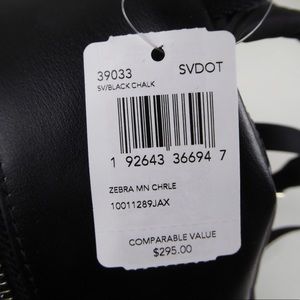 39033 SVDOT
SV/BLACK CHALK
1 92643 36694 7
ZEBRA MN CHRLE
10011289JAX
COMPARABLE VALUE
$295.00